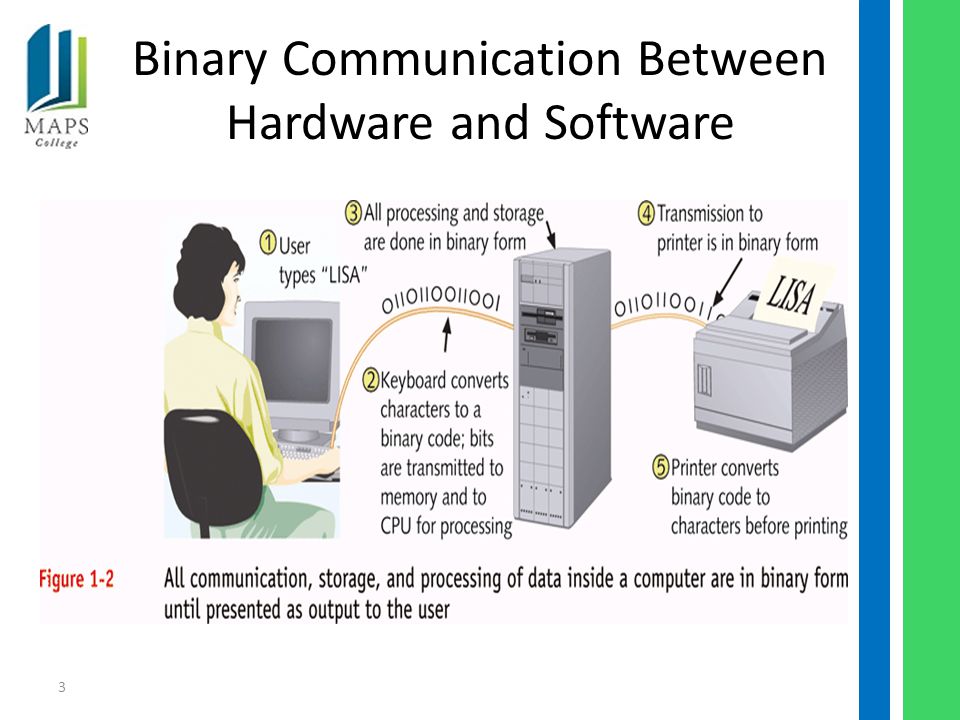 MAPS
College
Binary Communication Between
Hardware and Software
① User
types “LISA”
② Keyboard converts
characters to a
binary code; bits
are transmitted to
memory and to
CPU for processing
③ All processing and storage
are done in binary form
④ Transmission to
printer is in binary form
⑤ Printer converts
binary code to
characters before printing
0110110011001
01101100110
LISA
Figure 1-2
All communication, storage, and processing of data inside a computer are in binary form
until presented as output to the user
3